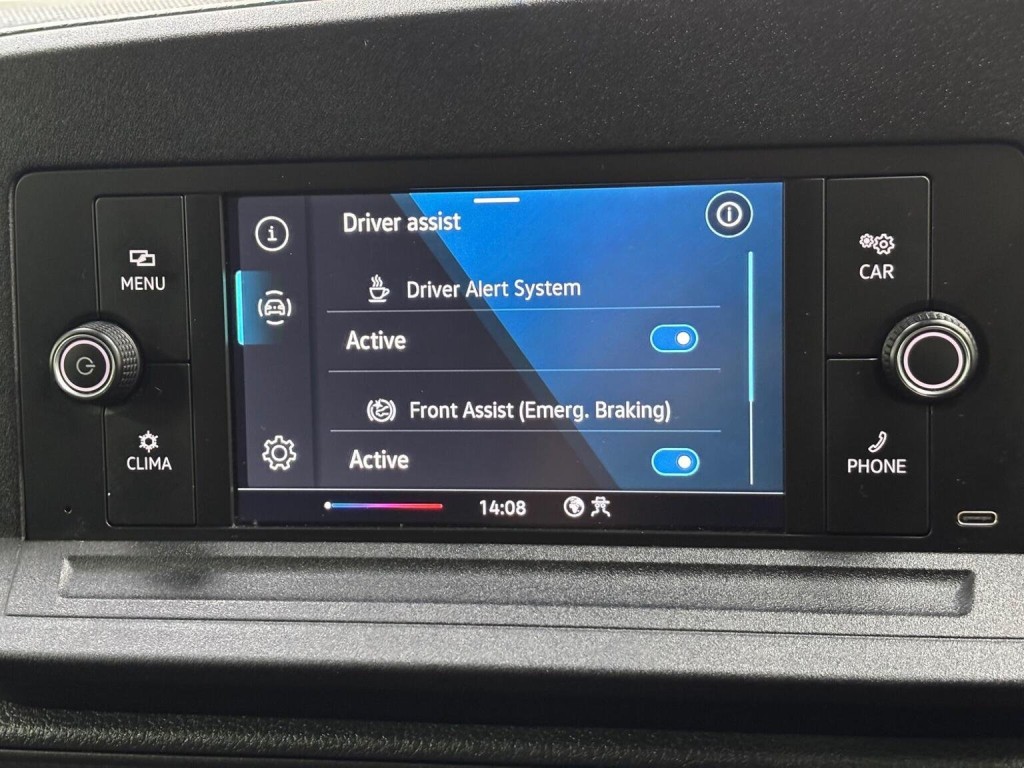 MENU
CLIMA
Driver assist
Driver Alert System
Active
Front Assist (Emerg. Braking)
Active
14:08
CAR
PHONE